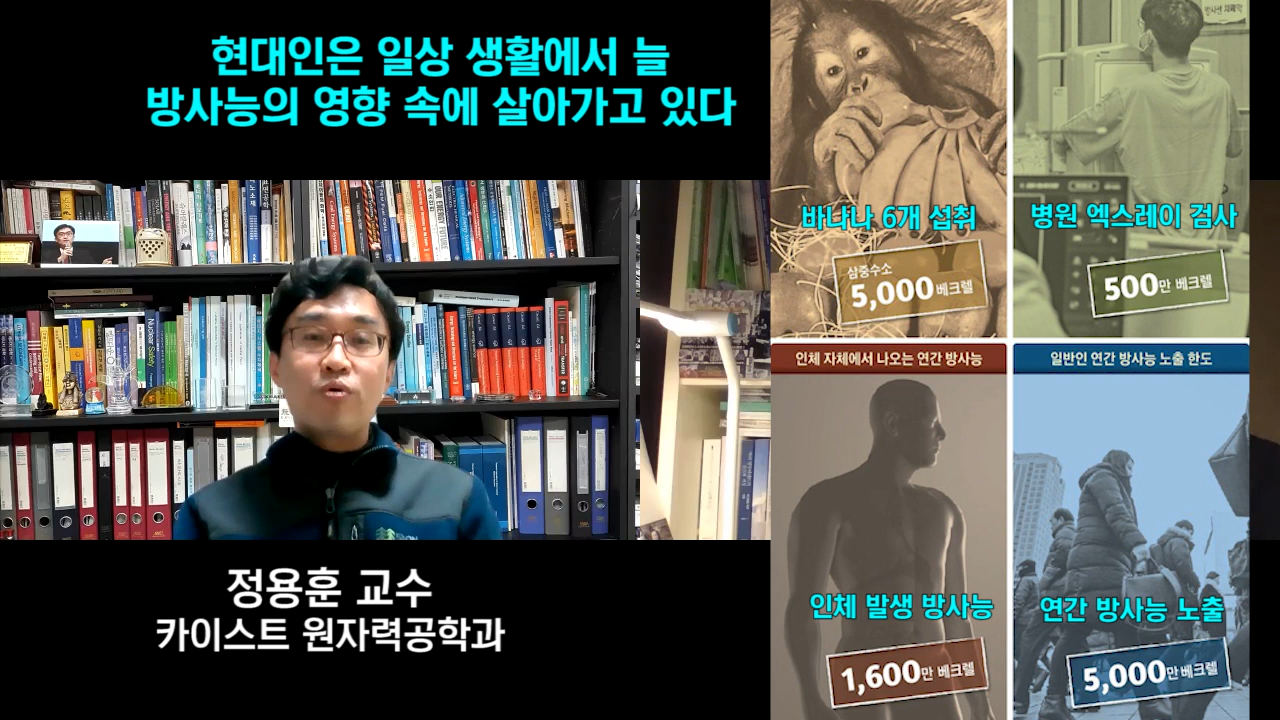 현대인은 일상 생활에서 늘
방사능의 영향 속에 살아가고 있다
바나나 6개 섭취
삼중수소
5,000베크렐
병원 엑스레이 검사
500만 베크렐
인체 자체에서 나오는 연간 방사능
인체 발생 방사능
1,600만 베크렐
일반인 연간 방사능 노출 한도
연간 방사능 노출
5,000만 베크렐
정용훈 교수
카이스트 원자력공학과
Nuclear Safety